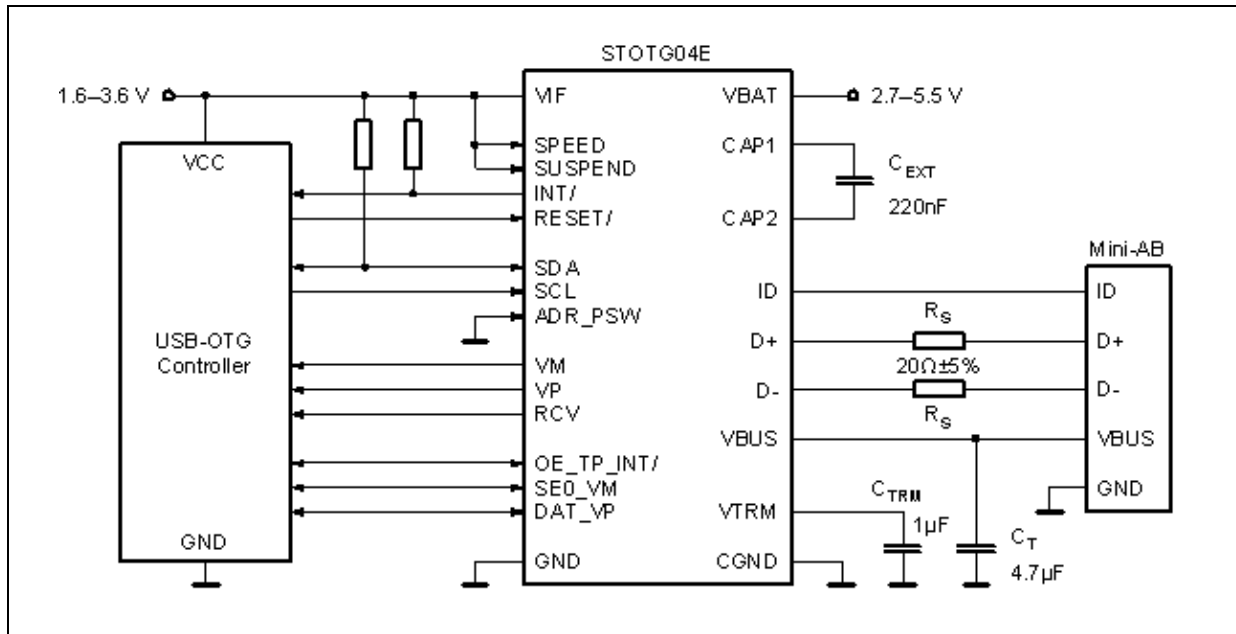 STOTG04E
1.6–3.6 V
VIF
VBAT
2.7–5.5 V
VCC
SPEED
CAP1
SUSPEND
C EXT
INT/
220nF
RESET/
CAP2
Mini-AB
SDA
SCL
ID
ID
ADR_PSW
R S
USB-OTG
Controller
D+
D+
20Ω±5%
VM
VP
D-
D-
RCV
R S
VBUS
VBUS
OE_TP_INT/
SE0_VM
C TRM
GND
DAT_VP
VTRM
1µF
C T
GND
GND
CGND
4.7µF